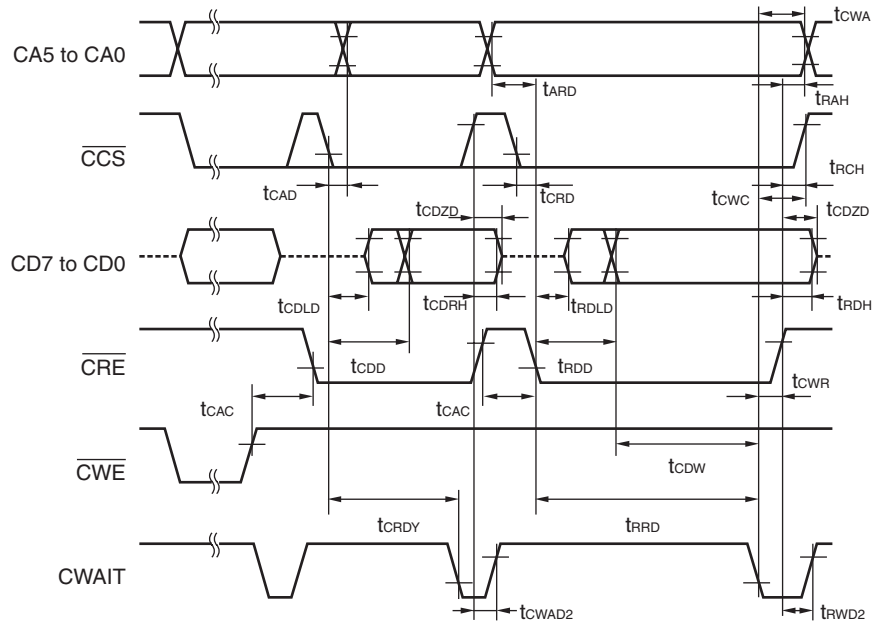 tCWA
CA5 to CA0
tARD
tRAH
CCS
tRCH
tCAD
tCRD
tCWC
tCDZD
tCDZD
CD7 to CD0
tCDLD
tCDRH
tRDLD
tRDH
CRE
tCDD
tRDD
tCWR
tCAC
tCAC
CWE
tCDW
tCRDY
tRRD
CWAIT
tCWAD2
tRWD2